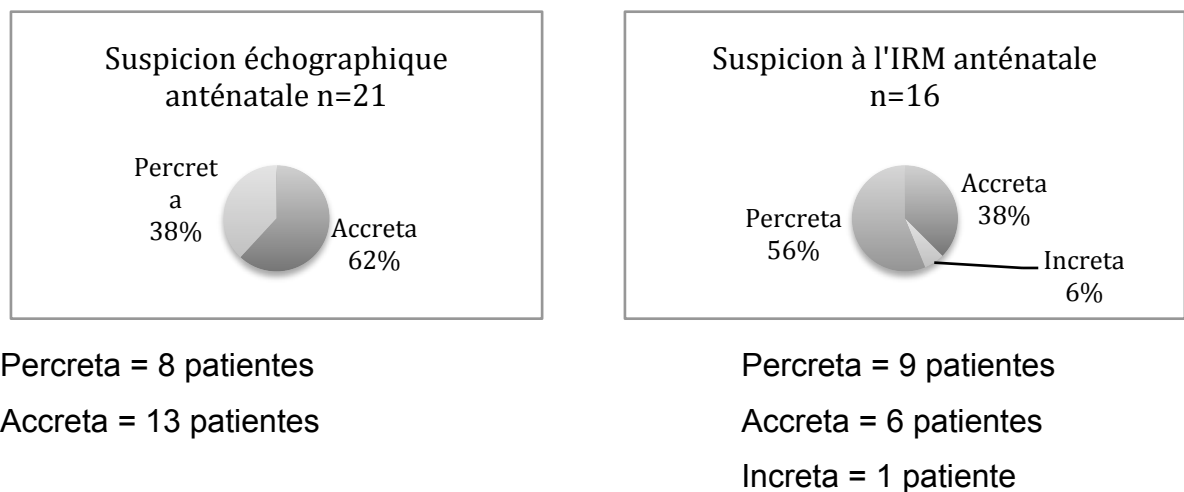 Suspicion échographique
anténatale n=21
Percret
a
38%
Accreta
62%
Percreta = 8 patientes
Accreta = 13 patientes
Suspicion à l'IRM anténatale
n=16
Accreta
38%
Percreta
56%
Increta
6%
Percreta = 9 patientes
Accreta = 6 patientes
Increta = 1 patiente